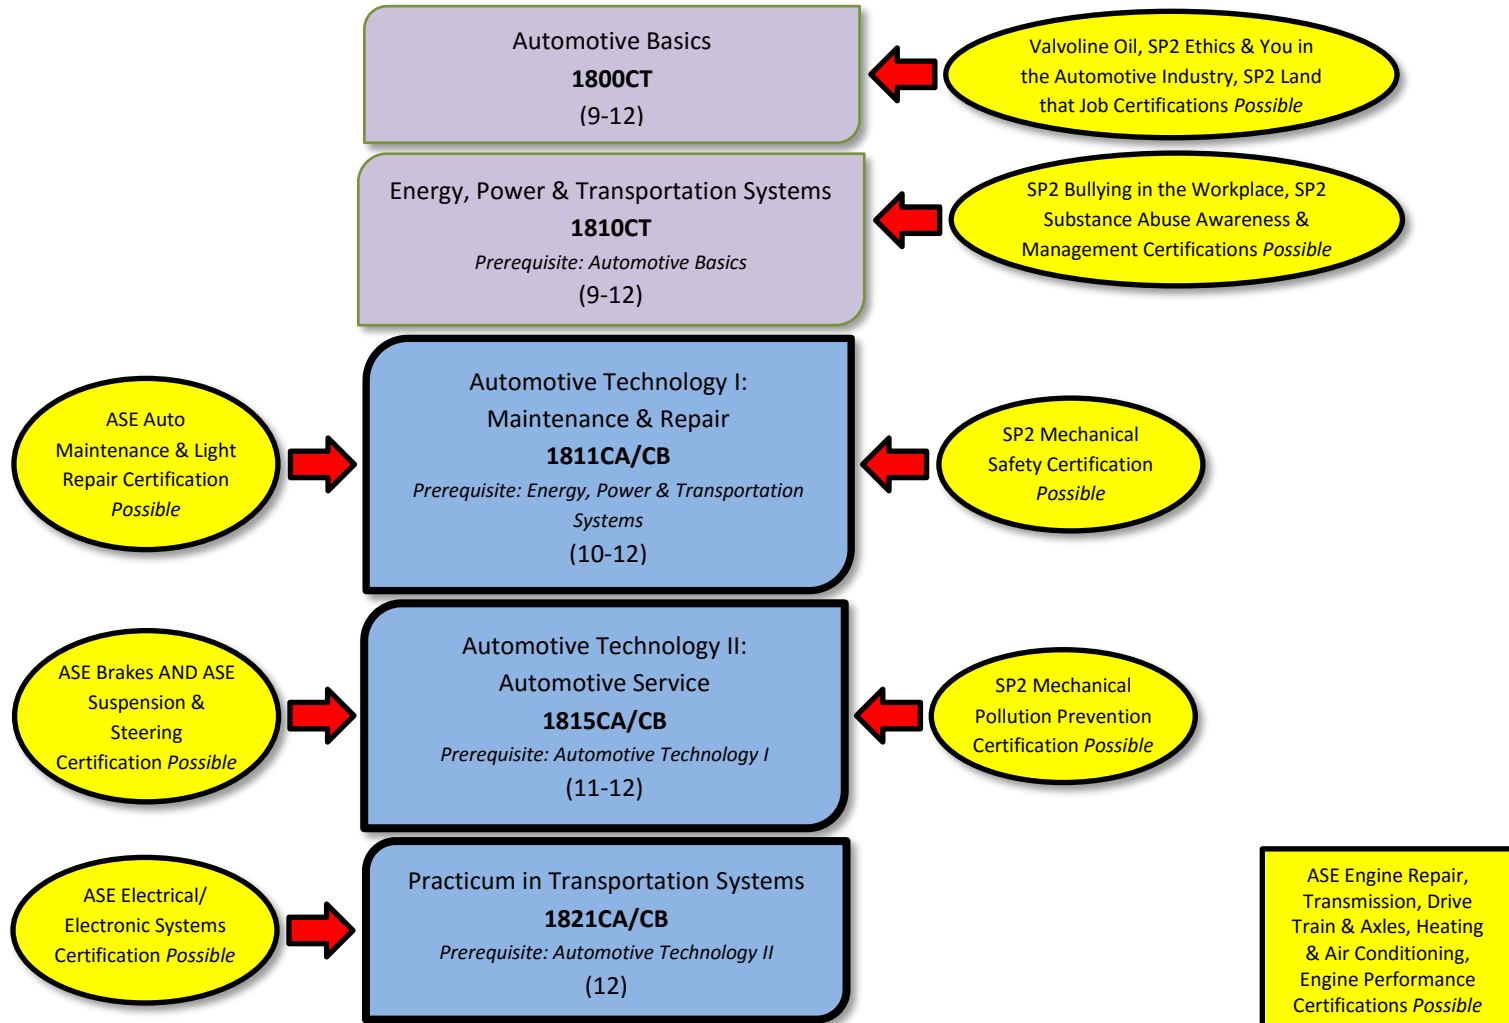 Automotive Basics
1800CT
(9-12)
Valvoline Oil, SP2 Ethics & You in
the Automotive Industry, SP2 Land
that Job Certifications Possible
Energy, Power & Transportation Systems
1810CT
Prerequisite: Automotive Basics
(9-12)
SP2 Bullying in the Workplace, SP2
Substance Abuse Awareness &
Management Certifications Possible
ASE Auto
Maintenance & Light
Repair Certification
Possible
Automotive Technology I:
Maintenance & Repair
1811CA/CB
Prerequisite: Energy, Power & Transportation
Systems
(10-12)
SP2 Mechanical
Safety Certification
Possible
ASE Brakes AND ASE
Suspension &
Steering
Certification Possible
Automotive Technology II:
Automotive Service
1815CA/CB
Prerequisite: Automotive Technology I
(11-12)
SP2 Mechanical
Pollution Prevention
Certification Possible
ASE Electrical/
Electronic Systems
Certification Possible
Practicum in Transportation Systems
1821CA/CB
Prerequisite: Automotive Technology II
(12)
ASE Engine Repair,
Transmission, Drive
Train & Axles, Heating
& Air Conditioning,
Engine Performance
Certifications Possible